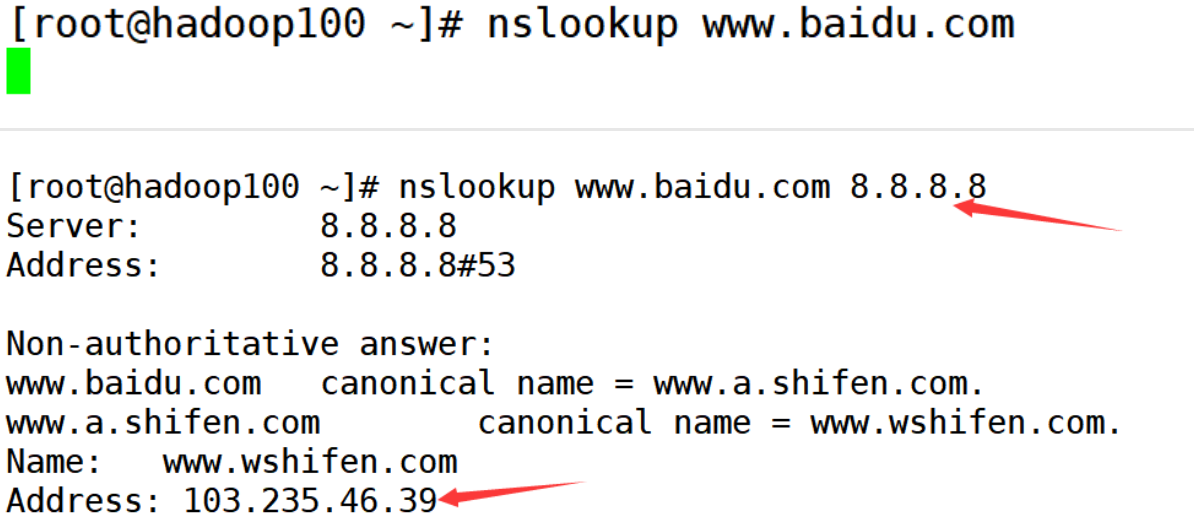 [root@hadoop100 ~]# nslookup www.baidu.com
[root@hadoop100 ~]# nslookup www.baidu.com 8.8.8.8
Server: 8.8.8.8
Address: 8.8.8.8#53
Non-authoritative answer:
www.baidu.com canonical name = www.a.shifen.com.
www.a.shifen.com canonical name = www.wshifen.com.
Name: www.wshifen.com
Address: 103.235.46.39